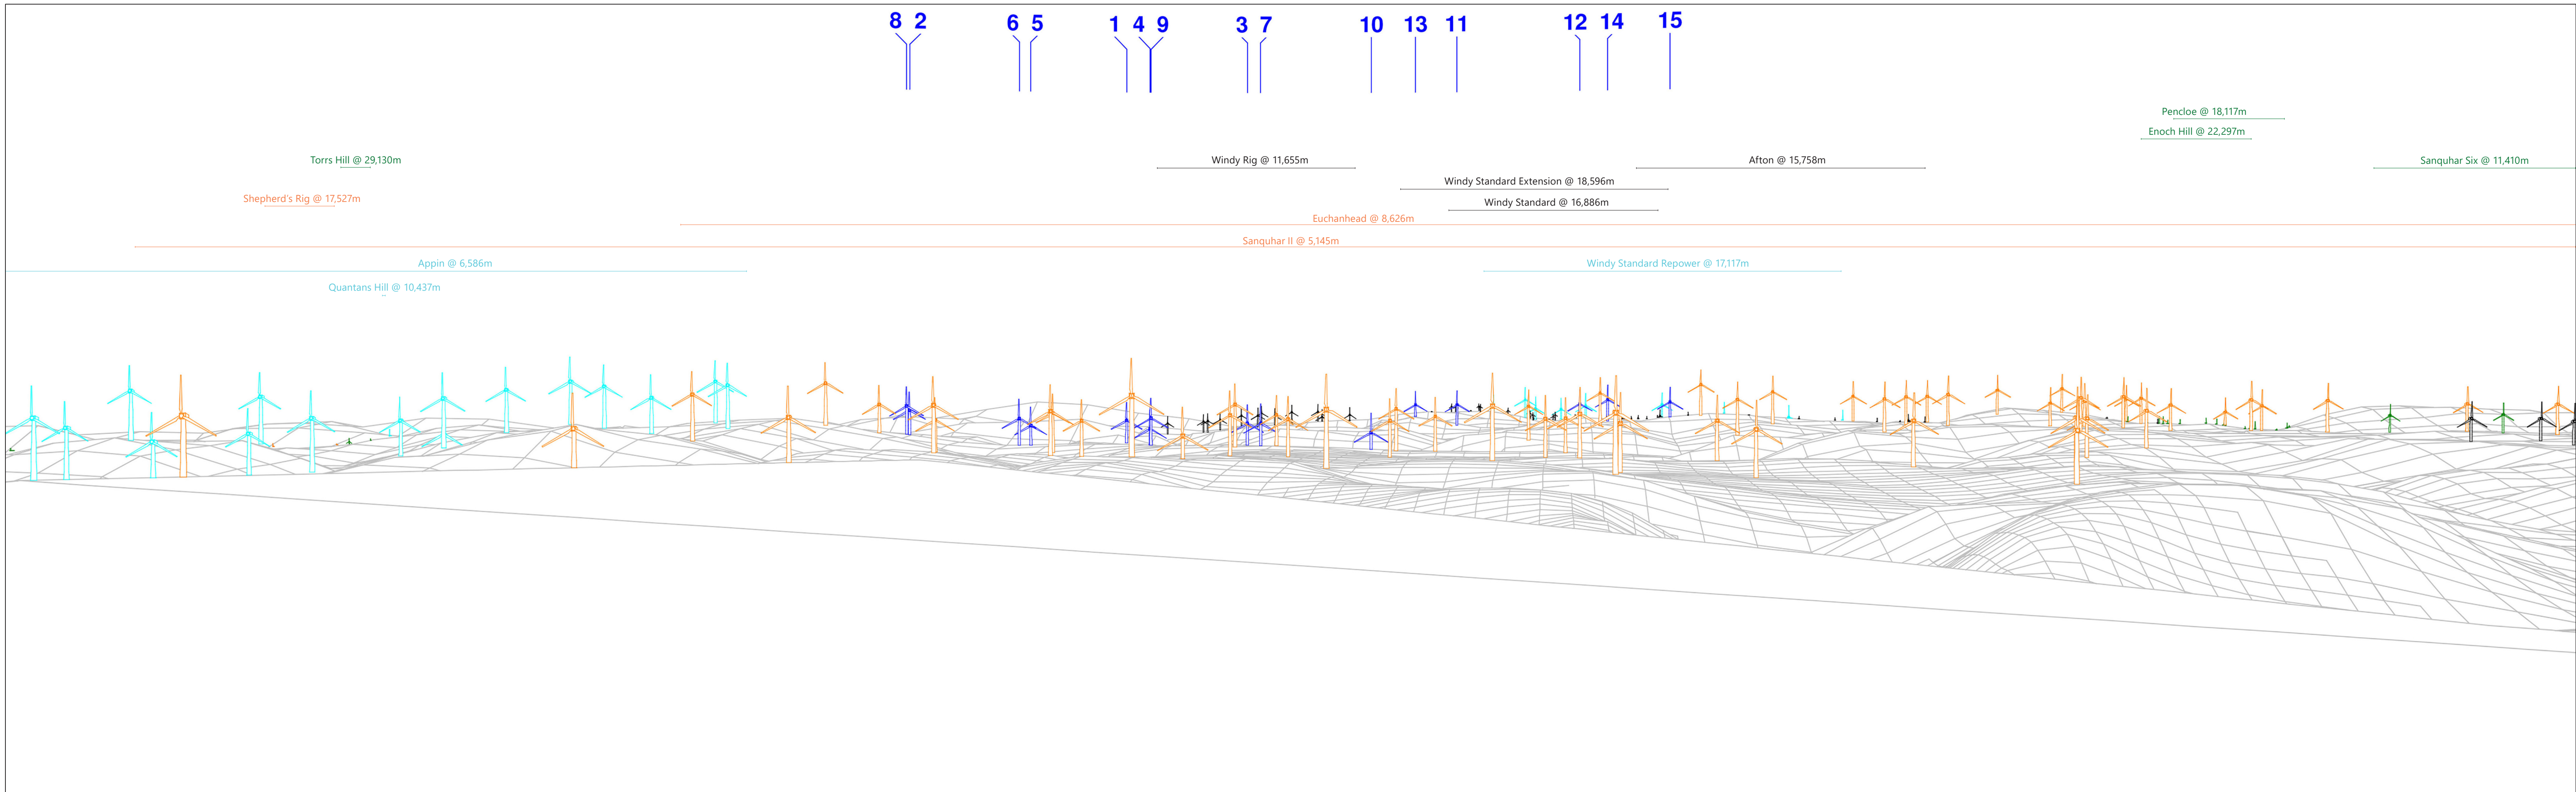 8 2 6 5 1 4 9 3 7 10 13 11 12 14 15
Pencloe @ 18,117m
Enoch Hill @ 22,297m
Torrs Hill @ 29,130m
Windy Rig @ 11,655m
Afton @ 15,758m
Sanquhar Six @ 11,410m
Windy Standard Extension @ 18,596m
Shepherd's Rig @ 17,527m
Windy Standard @ 16,886m
Euchanhead @ 8,626m
Sanquhar II @ 5,145m
Appin @ 6,586m
Windy Standard Repower @ 17,117m
Quantans Hill @ 10,437m